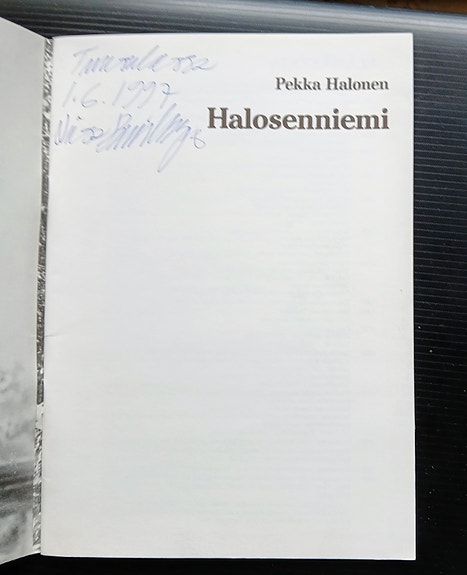 Tuusulassa
1.6.1997
Pekka Halonen
Halosenniemi